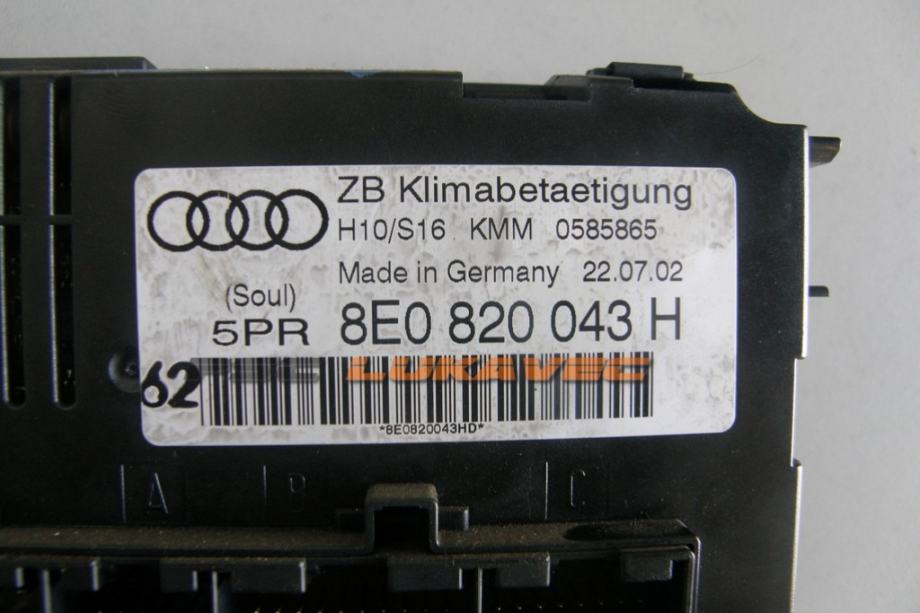 ZB Klimabetaetigung
H10/S16 KMM 0585865
Made in Germany 22.07.02
(Soul)
5PR 8E0 820 043 H
LUKAVEC
62
*8E0820043HD*
A B C